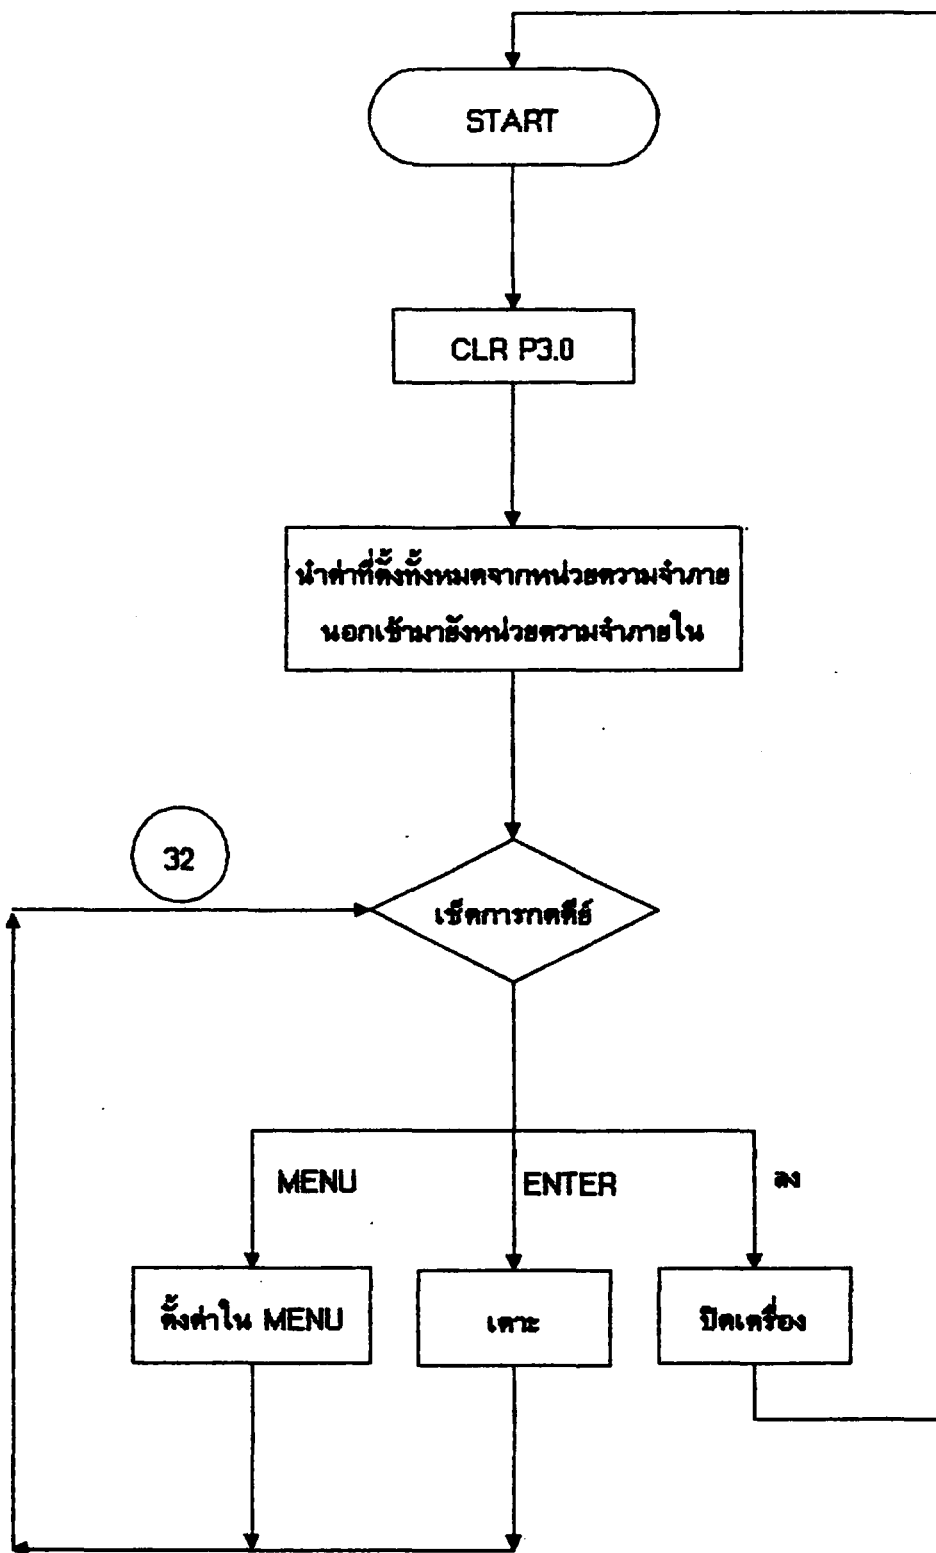 START
CLR P3.0
นำค่าที่ตั้งทั้งหมดจากหน่วยความจำภาย
นอกเข้ามายังหน่วยความจำภายใน
32
เช็คการกดคีย์
MENU
ENTER
ลง
ตั้งค่าใน MENU
เคาะ
ปิดเครื่อง